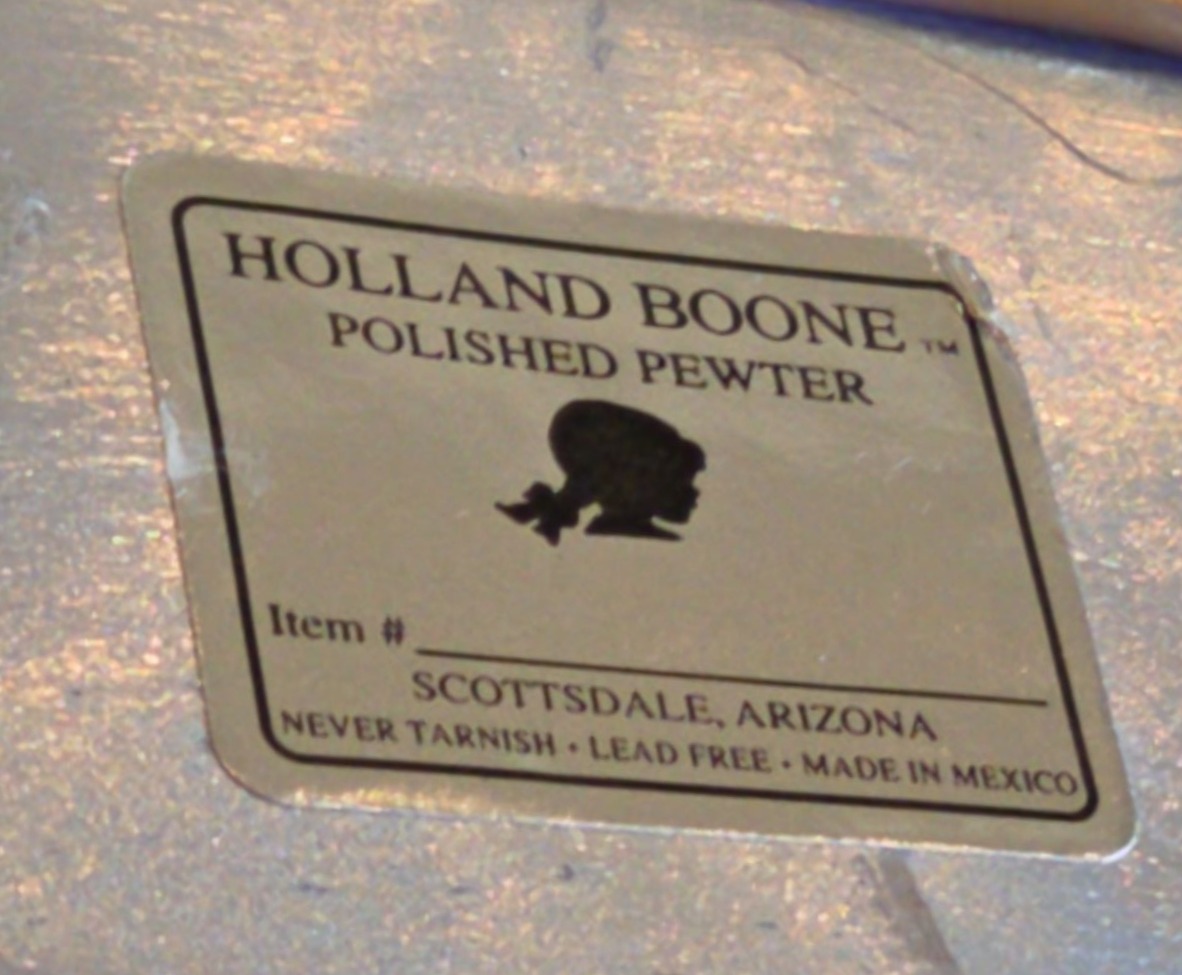 HOLLAND BOONE ™
POLISHED PEWTER
Item #
SCOTTSDALE, ARIZONA
NEVER TARNISH • LEAD FREE • MADE IN MEXICO